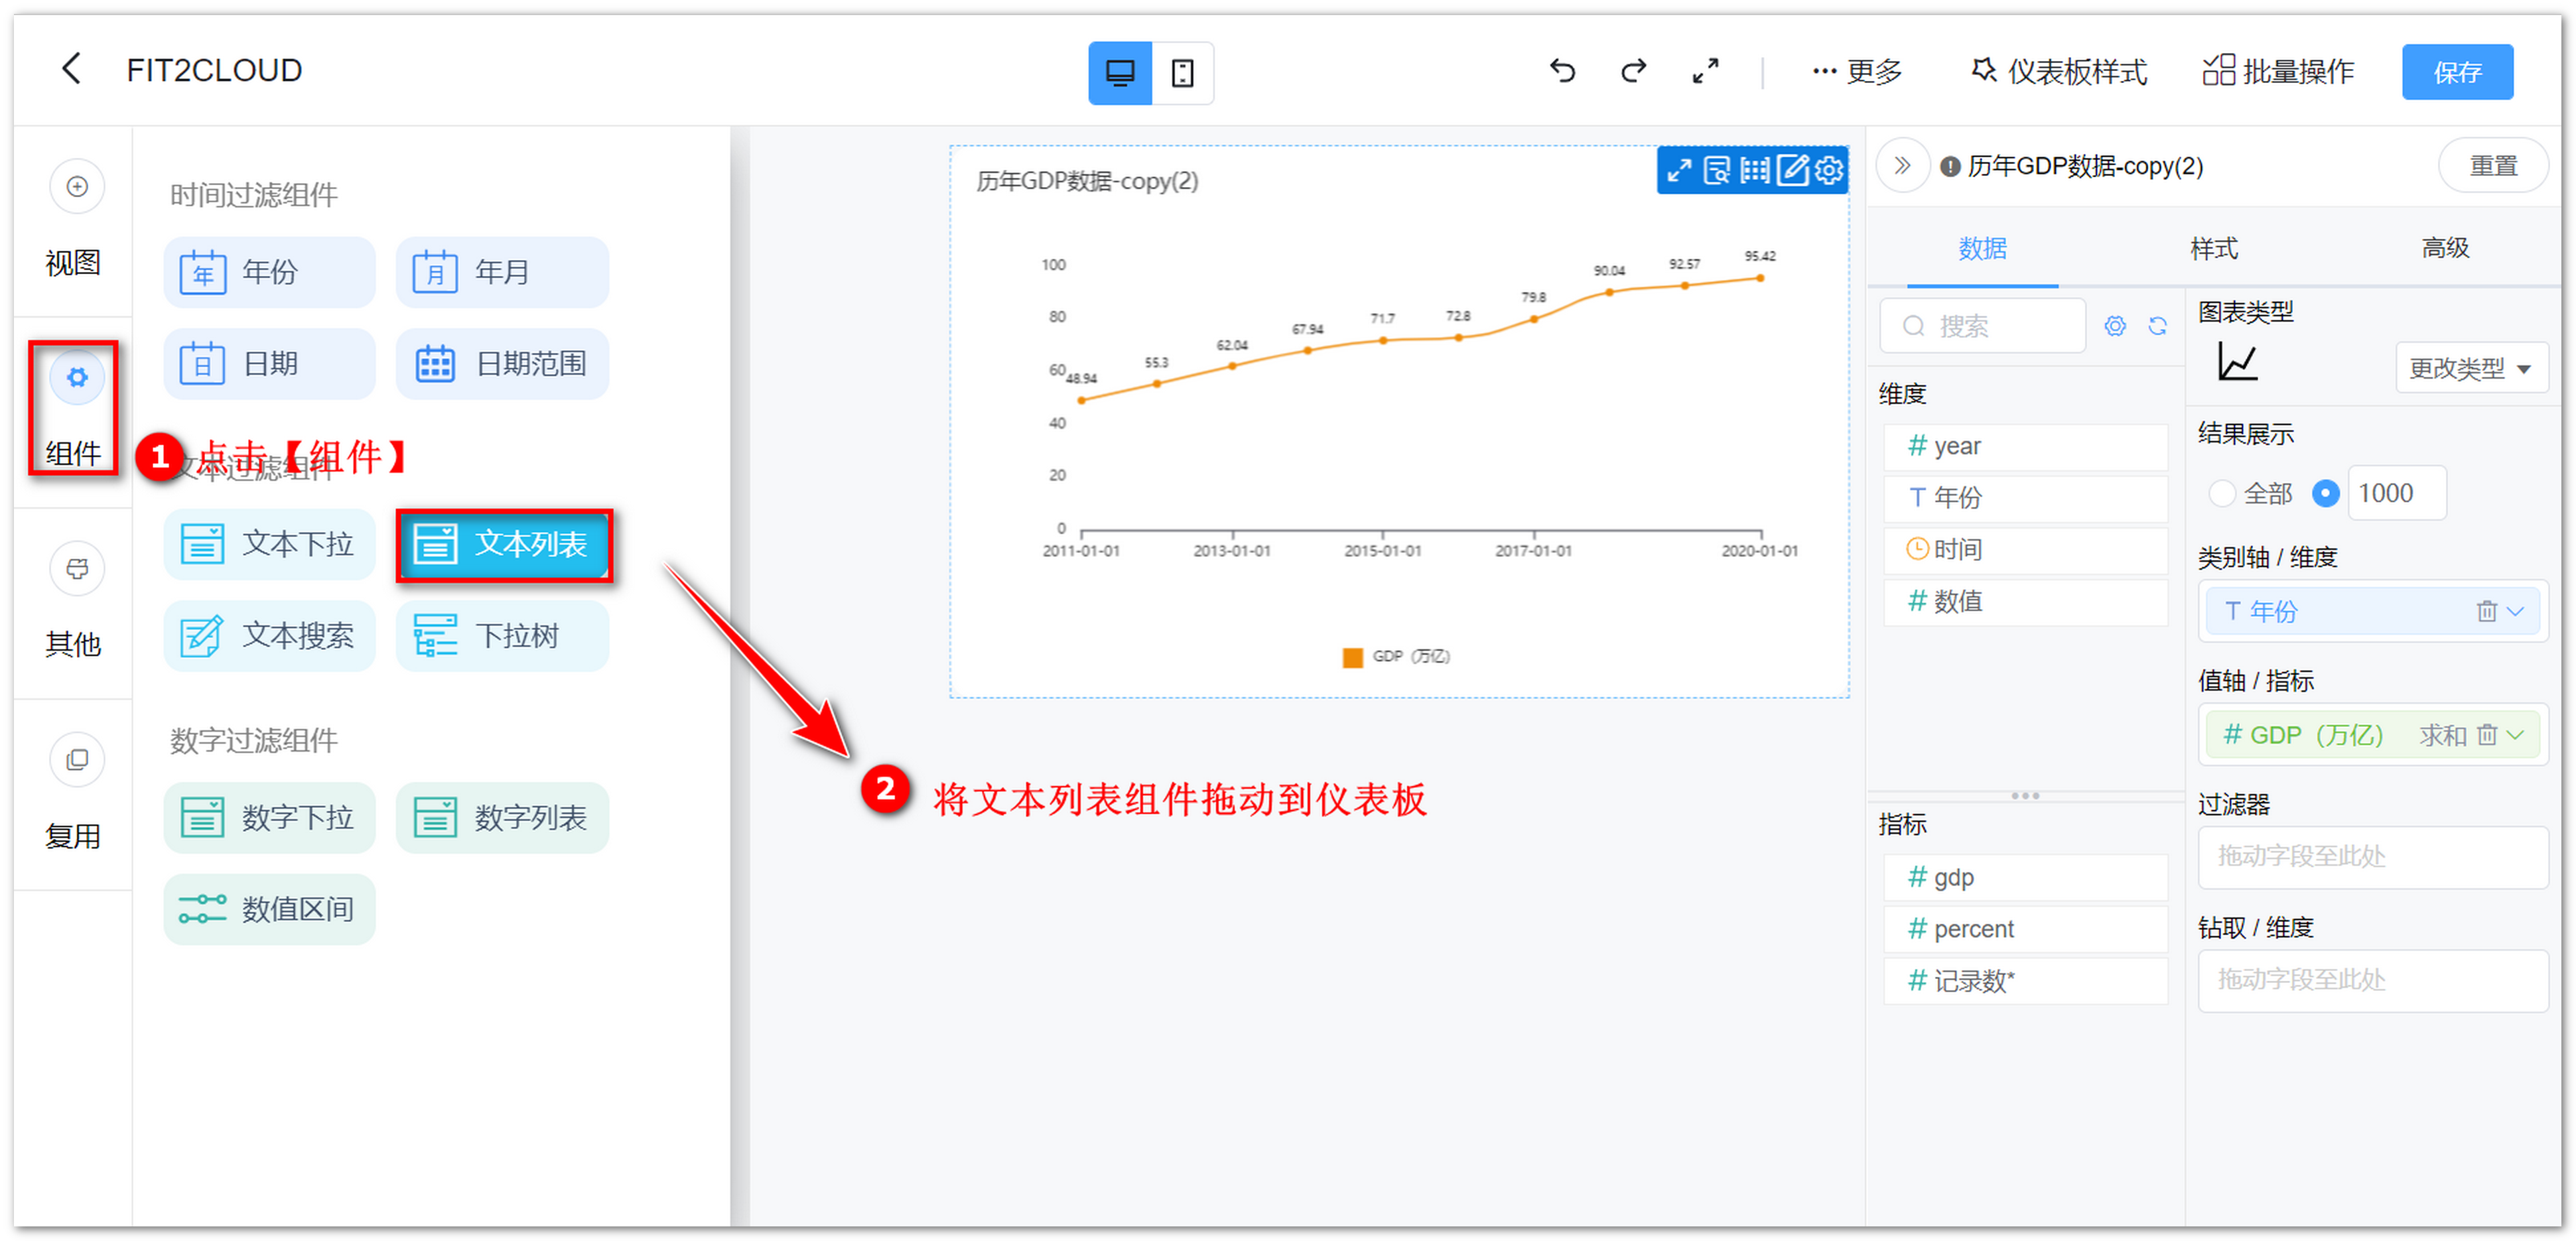 FIT2CLOUD
更多
仪表板样式
批量操作
保存
视图
组件
其他
复用
时间过滤组件
年 年份
月 年月
日 日期
日期范围
1 点击【组件】
文本过滤组件
文本下拉
文本列表
文本搜索
下拉树
数字过滤组件
数字下拉
数字列表
数值区间
2 将文本列表组件拖动到仪表板
历年GDP数据-copy(2)
100
80
60
40
20
0
48.94
55.3
62.04
67.94
71.7
72.8
79.8
90.04
92.57
95.42
2011-01-01
2013-01-01
2015-01-01
2017-01-01
2020-01-01
GDP（万亿）
历年GDP数据-copy(2)
重置
数据
样式
高级
搜索
维度
# year
T 年份
时间
# 数值
指标
# gdp
# percent
# 记录数*
图表类型
更改类型
结果展示
全部
1000
类别轴 / 维度
T 年份
值轴 / 指标
# GDP（万亿） 求和
过滤器
拖动字段至此处
钻取 / 维度
拖动字段至此处